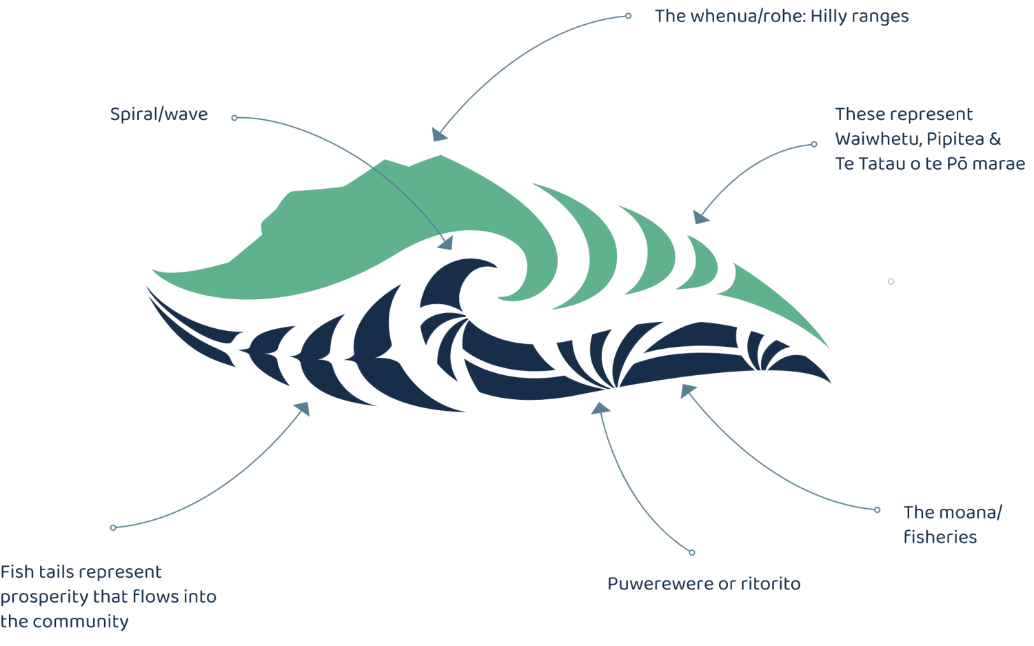 The whenua/rohe: Hilly ranges
Spiral/wave
These represent
Waiwhetu, Pipitea &
Te Tatau o te Pō marae
The moana/
fisheries
Fish tails represent
prosperity that flows into
the community
Puwerewere or ritorito